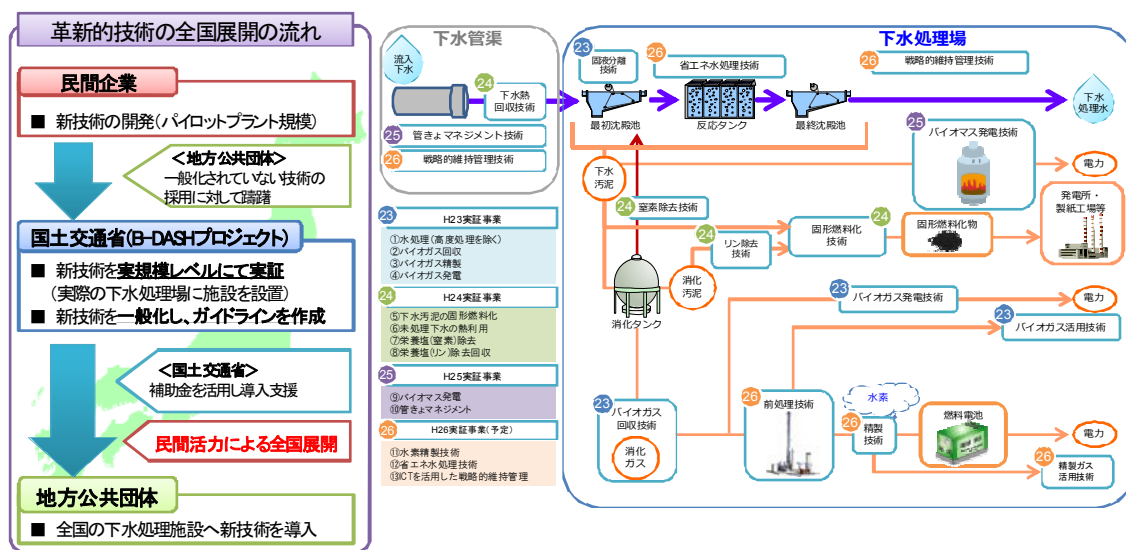 革新的技術の全国展開の流れ
民間企業
■ 新技術の開発(パイロットプラント規模)
<地方公共団体>
一般化されていない技術の
採用に対して躊躇
国土交通省(B-DASHプロジェクト)
■ 新技術を実規模レベルにて実証
(実際の下水処理場に施設を設置)
■ 新技術を一般化し、ガイドラインを作成
<国土交通省>
補助金を活用し導入支援
民間活力による全国展開
地方公共団体
■ 全国の下水処理施設へ新技術を導入
下水管渠
流入
下水
24
下水熱
回収技術
25
管きょマネジメント技術
26
戦略的維持管理技術
23
H23実証事業
①水処理(高度処理を除く)
②バイオガス回収
③バイオガス精製
④バイオガス発電
24
H24実証事業
⑤下水汚泥の固形燃料化
⑥未処理下水の熱利用
⑦栄養塩(窒素)除去
⑧栄養塩(リン)除去回収
25
H25実証事業
⑨バイオマス発電
⑩管きょマネジメント
26
H26実証事業(予定)
⑪水素精製技術
⑫省エネ水処理技術
⑬ICTを活用した戦略的維持管理
下水処理場
23
固液分離
技術
26
省エネ水処理技術
26
戦略的維持管理技術
最初沈殿池
反応タンク
最終沈殿池
下水
処理水
下水
汚泥
25
バイオマス発電技術
電力
24
窒素除去技術
24
リン除去
技術
24
固形燃料化
技術
固形燃料化物
発電所・
製紙工場等
消化タンク
消化
汚泥
23
バイオガス発電技術
電力
23
バイオガス活用技術
23
バイオガス
回収技術
消化
ガス
26
前処理技術
水素
26
精製
技術
燃料電池
電力
26
精製ガス
活用技術